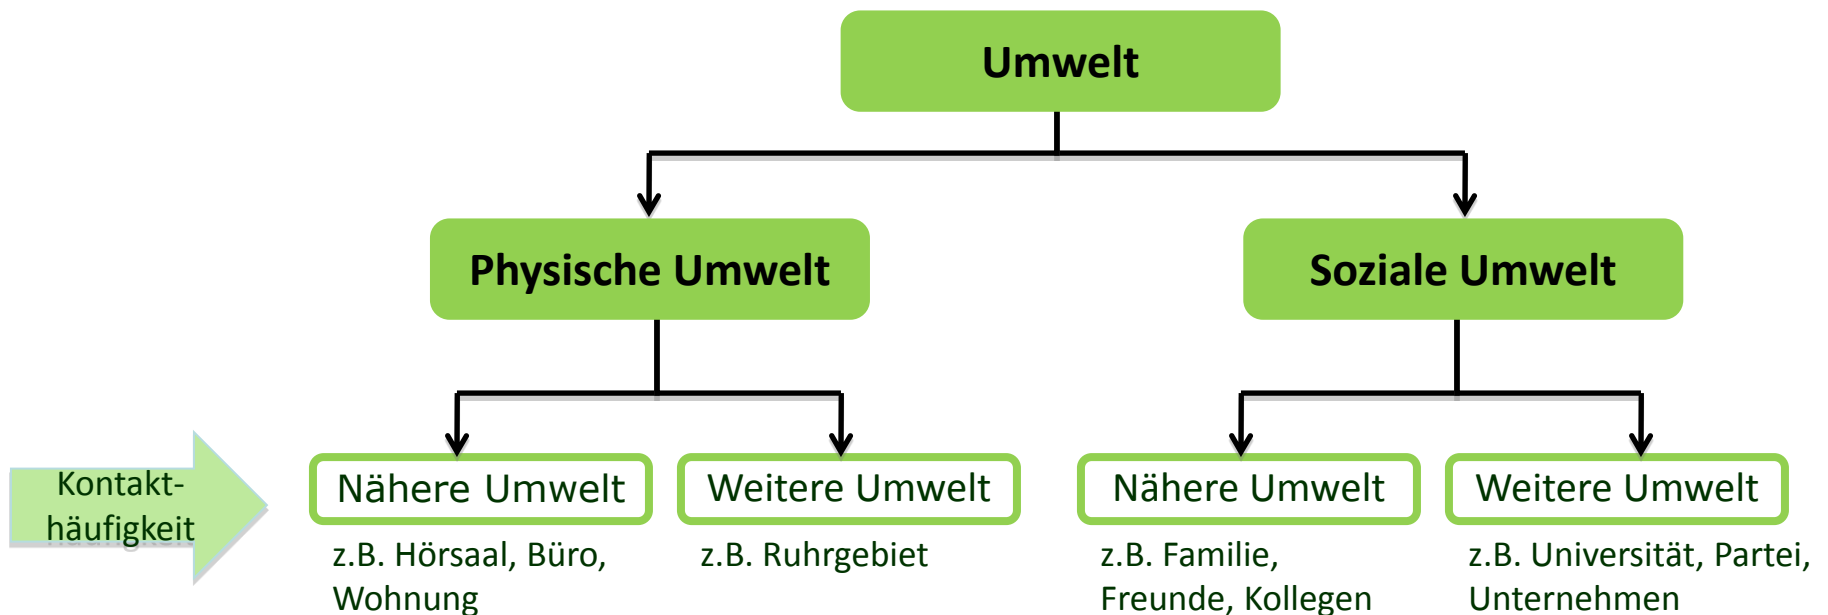 Umwelt
Physische Umwelt
Soziale Umwelt
Kontakt-
häufigkeit
Nähere Umwelt
Weitere Umwelt
Nähere Umwelt
Weitere Umwelt
z.B. Hörsaal, Büro,
Wohnung
z.B. Ruhrgebiet
z.B. Familie,
Freunde, Kollegen
z.B. Universität, Partei,
Unternehmen